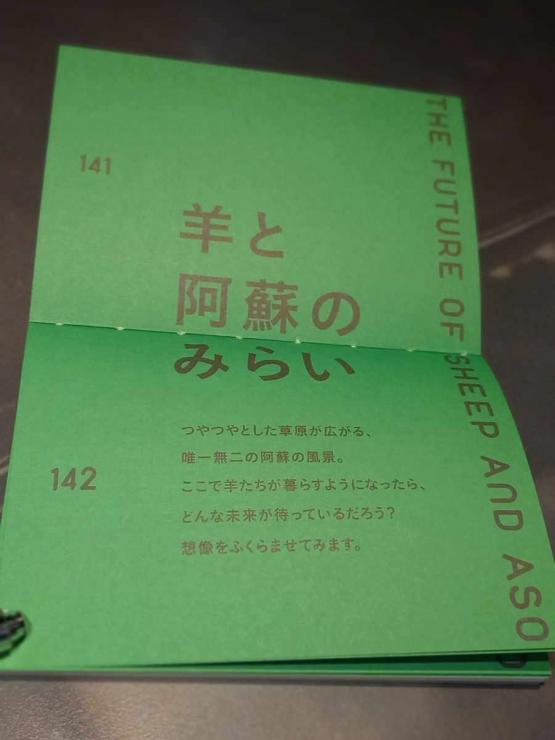 141
羊と
阿蘇の
みらい
142
つやつやとした草原が広がる、
唯一無二の阿蘇の風景。
ここで羊たちが暮らすようになったら、
どんな未来が待っているだろう？
想像をふくらませてみます。
THE FUTURE OF SHEEP AND ASO